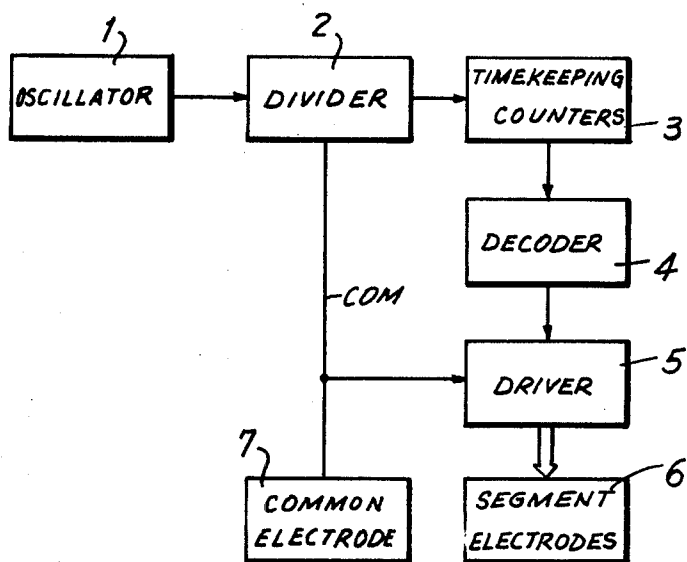 1
OSCILLATOR
2
DIVIDER
TIMEKEEPING
COUNTERS
3
DECODER
4
COM
DRIVER
5
7
COMMON
ELECTRODE
SEGMENT
ELECTRODES
6